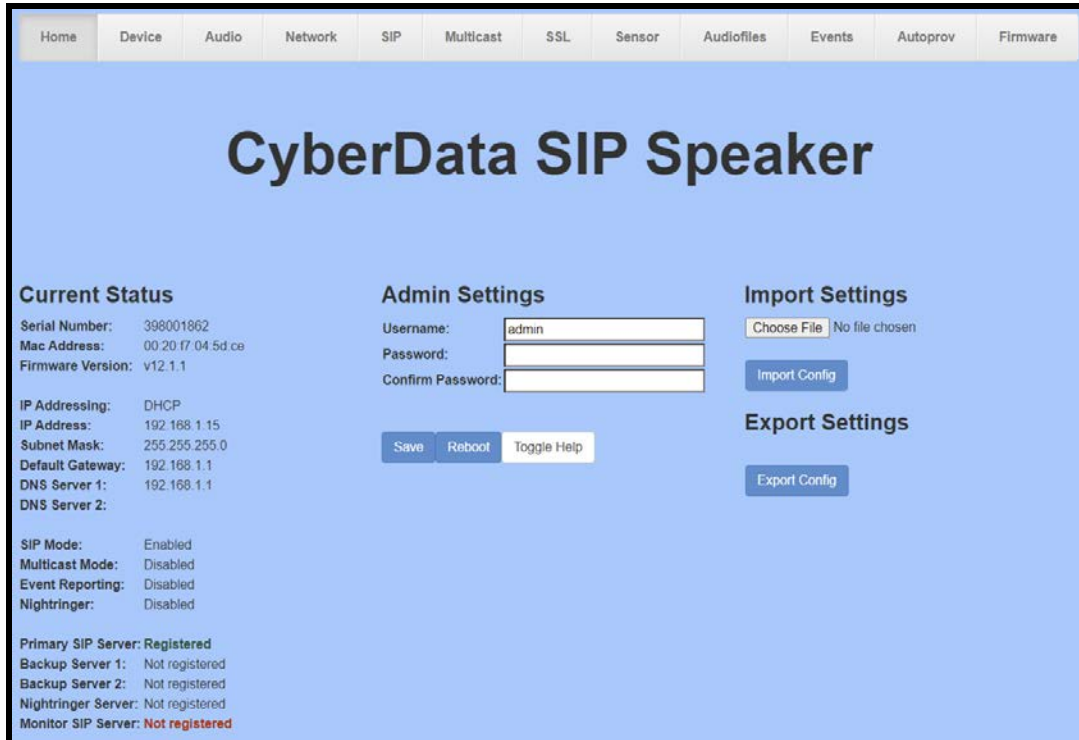 Home Device Audio Network SIP Multicast SSL Sensor Audiofiles Events Autoprov Firmware
CyberData SIP Speaker
Current Status
Serial Number: 398001862
Mac Address: 00:20:f7:04:5d:ce
Firmware Version: v12.1.1
IP Addressing: DHCP
IP Address: 192.168.1.15
Subnet Mask: 255.255.255.0
Default Gateway: 192.168.1.1
DNS Server 1: 192.168.1.1
DNS Server 2:
SIP Mode: Enabled
Multicast Mode: Disabled
Event Reporting: Disabled
Nightringer: Disabled
Primary SIP Server: Registered
Backup Server 1: Not registered
Backup Server 2: Not registered
Nightringer Server: Not registered
Monitor SIP Server: Not registered
Admin Settings
Username: admin
Password:
Confirm Password:
Save Reboot Toggle Help
Import Settings
Choose File No file chosen
Import Config
Export Settings
Export Config